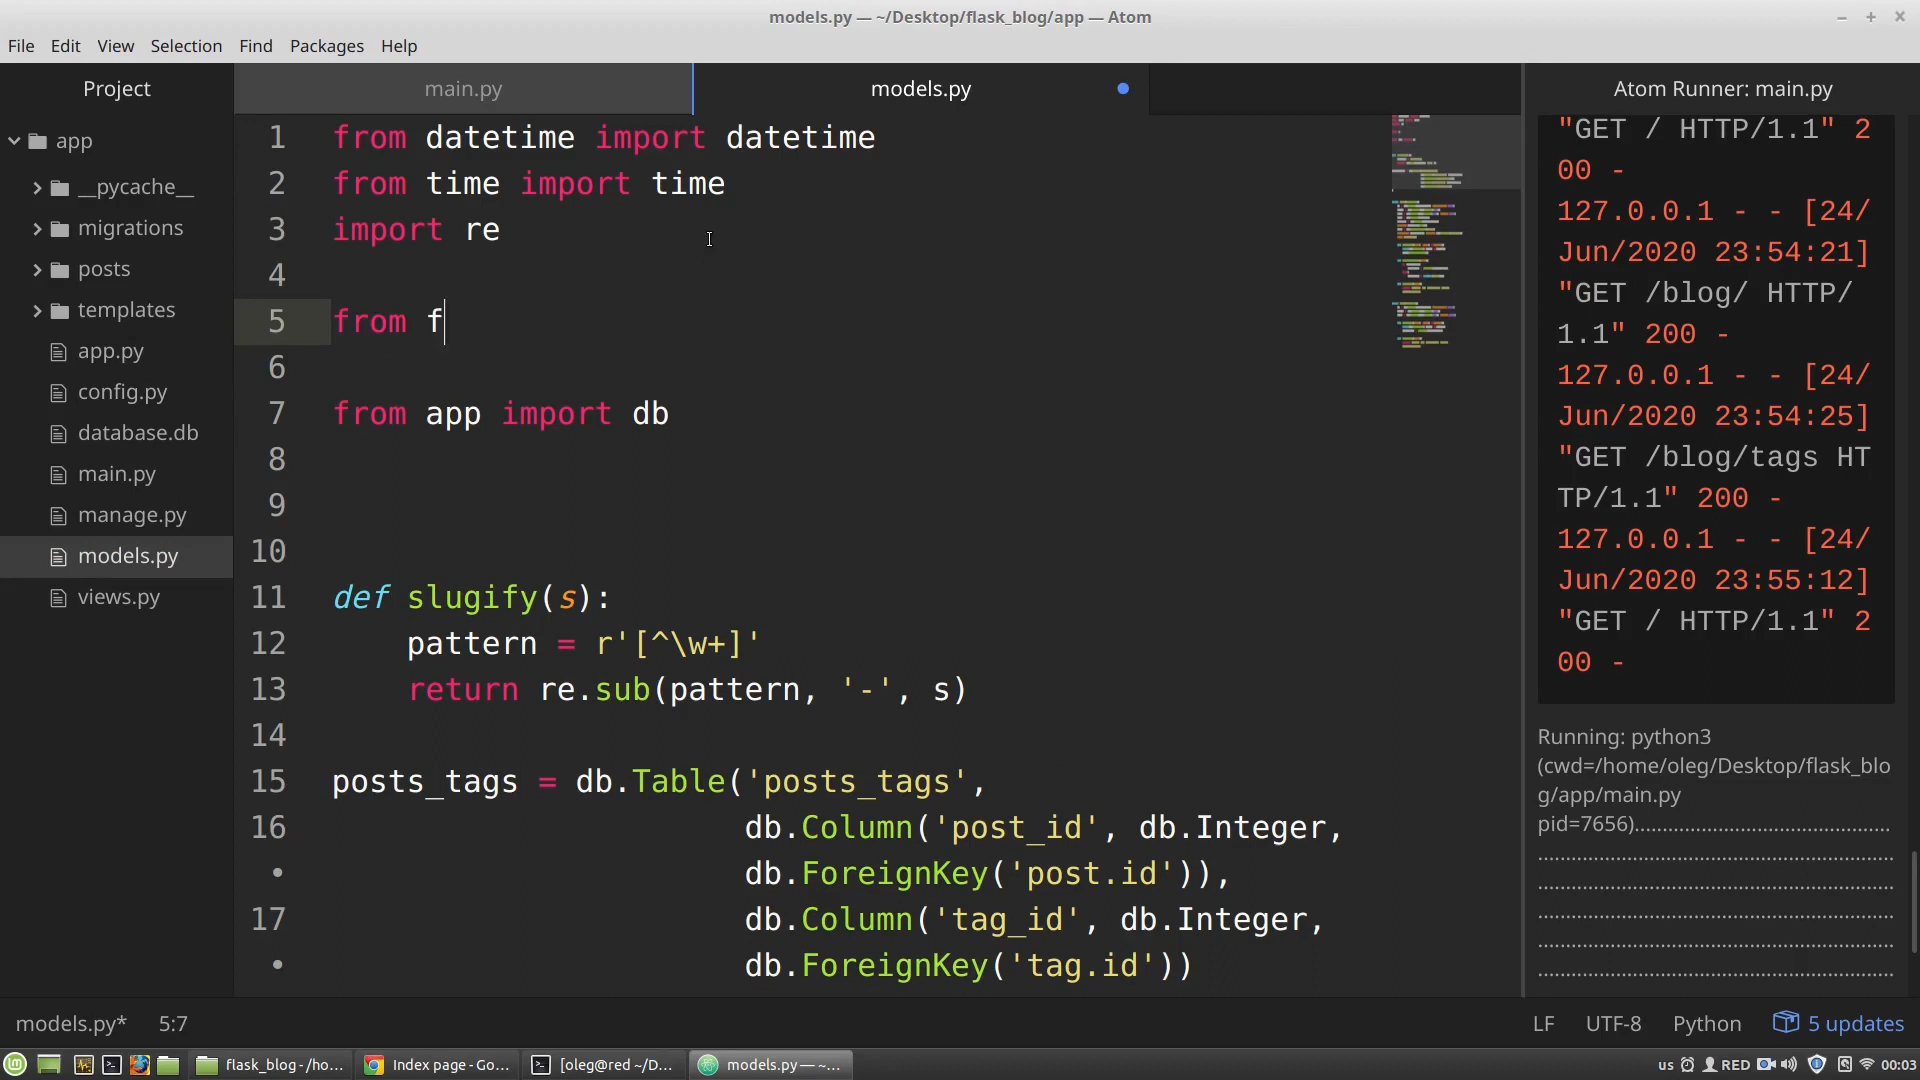 models.py — ~/Desktop/flask_blog/app — Atom
File Edit View Selection Find Packages Help
Project
main.py
models.py
Atom Runner: main.py
app
__pycache__
migrations
posts
templates
app.py
config.py
database.db
main.py
manage.py
models.py
views.py
1 from datetime import datetime
2 from time import time
3 import re
4
5 from f
6
7 from app import db
8
9
10
11 def slugify(s):
12 pattern = r'[^\w+]'
13 return re.sub(pattern, '-', s)
14
15 posts_tags = db.Table('posts_tags',
16 db.Column('post_id', db.Integer,
• db.ForeignKey('post.id')),
17 db.Column('tag_id', db.Integer,
• db.ForeignKey('tag.id'))
"GET / HTTP/1.1" 2
00 -
127.0.0.1 - - [24/
Jun/2020 23:54:21]
"GET /blog/ HTTP/
1.1" 200 -
127.0.0.1 - - [24/
Jun/2020 23:54:25]
"GET /blog/tags HT
TP/1.1" 200 -
127.0.0.1 - - [24/
Jun/2020 23:55:12]
"GET / HTTP/1.1" 2
00 -
Running: python3
(cwd=/home/oleg/Desktop/flask_blo
g/app/main.py
pid=7656)...........................................
............................................................
............................................................
............................................................
............................................................
............................................................
models.py* 5:7
LF UTF-8 Python 5 updates
flask_blog - /ho...
Index page - Go...
[oleg@red ~/D...
models.py — ~...
us RED 00:03